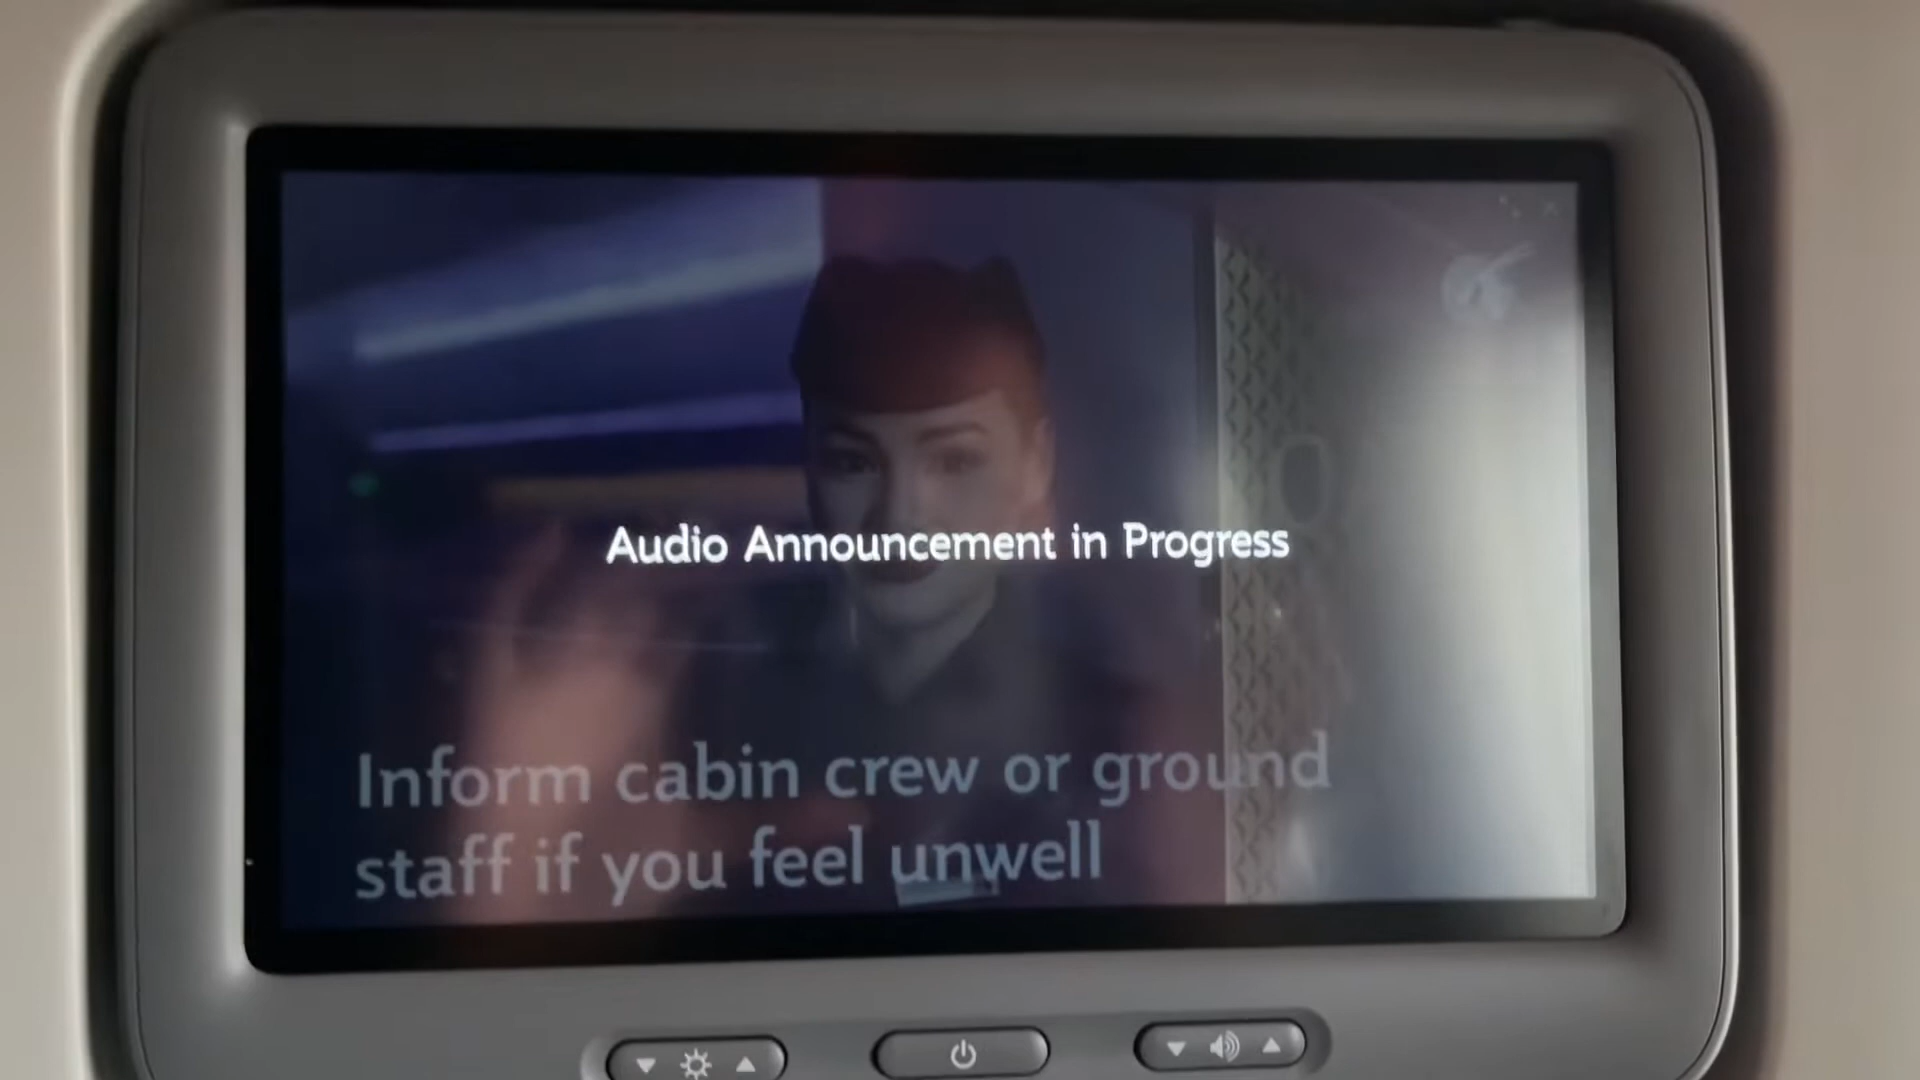 Audio Announcement in Progress
Inform cabin crew or ground
staff if you feel unwell